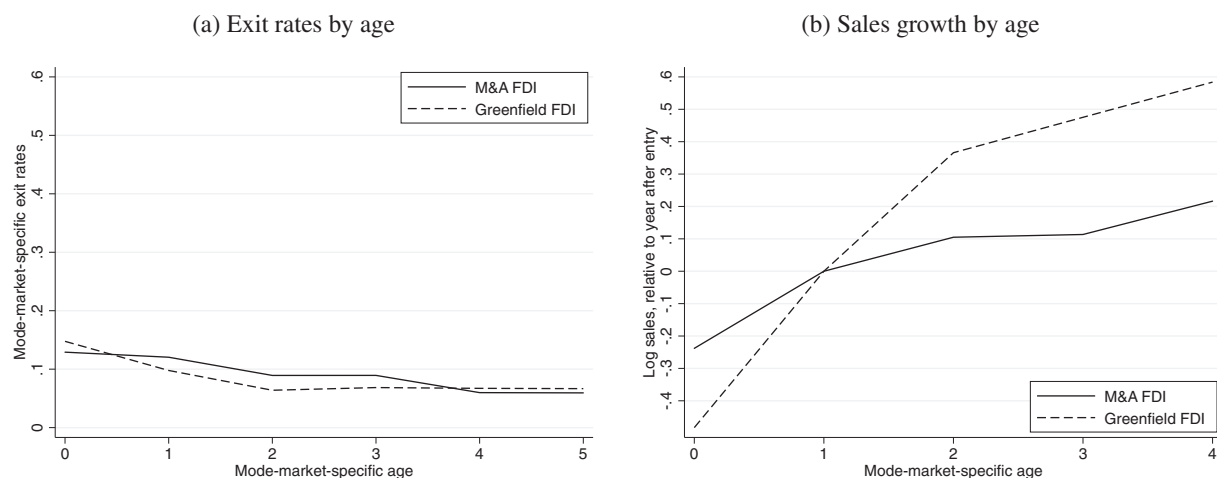 (a) Exit rates by age
Mode-market-specific exit rates
.6
.5
.4
.3
.2
.1
0
M&A FDI
Greenfield FDI
0 1 2 3 4 5
Mode-market-specific age
(b) Sales growth by age
Log sales, relative to year after entry
.6
.5
.4
.3
.2
.1
0
-.1
-.2
-.3
-.4
M&A FDI
Greenfield FDI
0 1 2 3 4
Mode-market-specific age